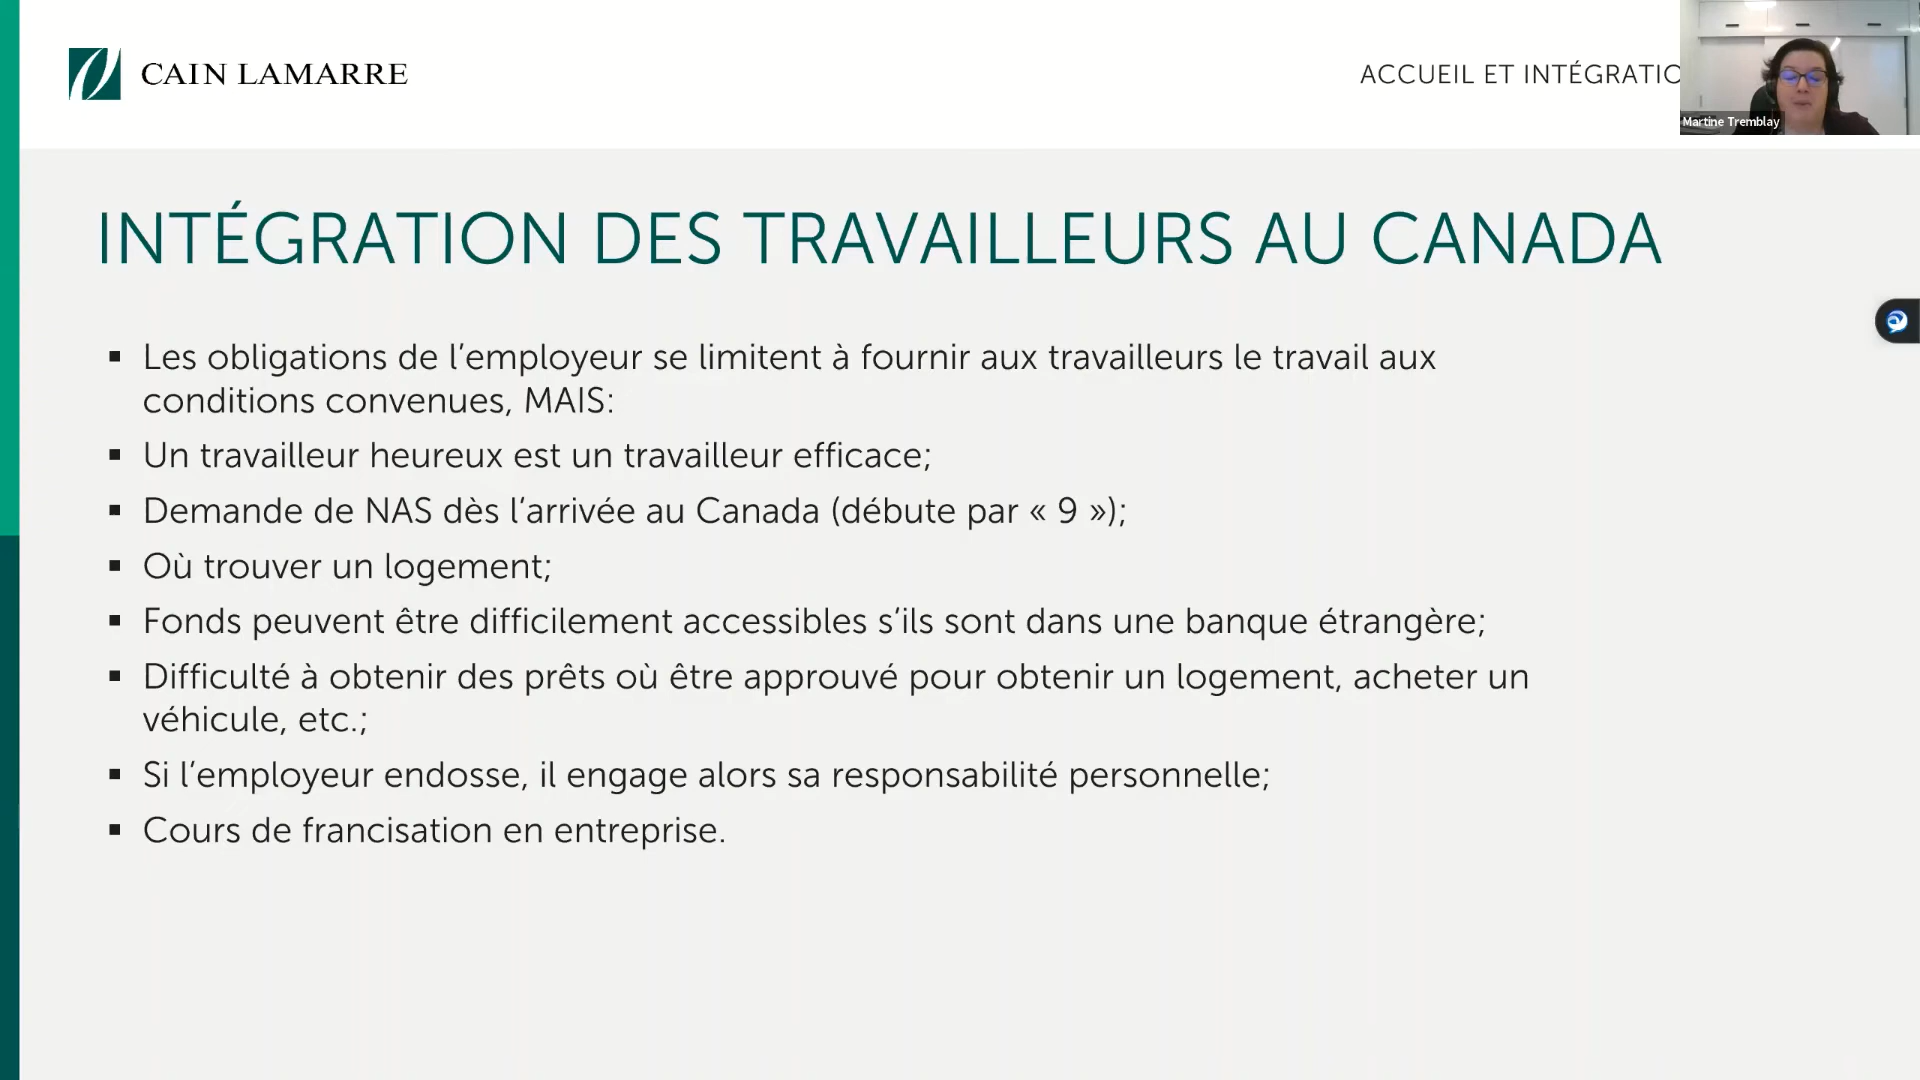 CAIN LAMARRE
ACCUEIL ET INTÉGRATIO
Martine Tremblay
INTÉGRATION DES TRAVAILLEURS AU CANADA
▪ Les obligations de l’employeur se limitent à fournir aux travailleurs le travail aux
conditions convenues, MAIS:
▪ Un travailleur heureux est un travailleur efficace;
▪ Demande de NAS dès l’arrivée au Canada (débute par « 9 »);
▪ Où trouver un logement;
▪ Fonds peuvent être difficilement accessibles s’ils sont dans une banque étrangère;
▪ Difficulté à obtenir des prêts où être approuvé pour obtenir un logement, acheter un
véhicule, etc.;
▪ Si l’employeur endosse, il engage alors sa responsabilité personnelle;
▪ Cours de francisation en entreprise.